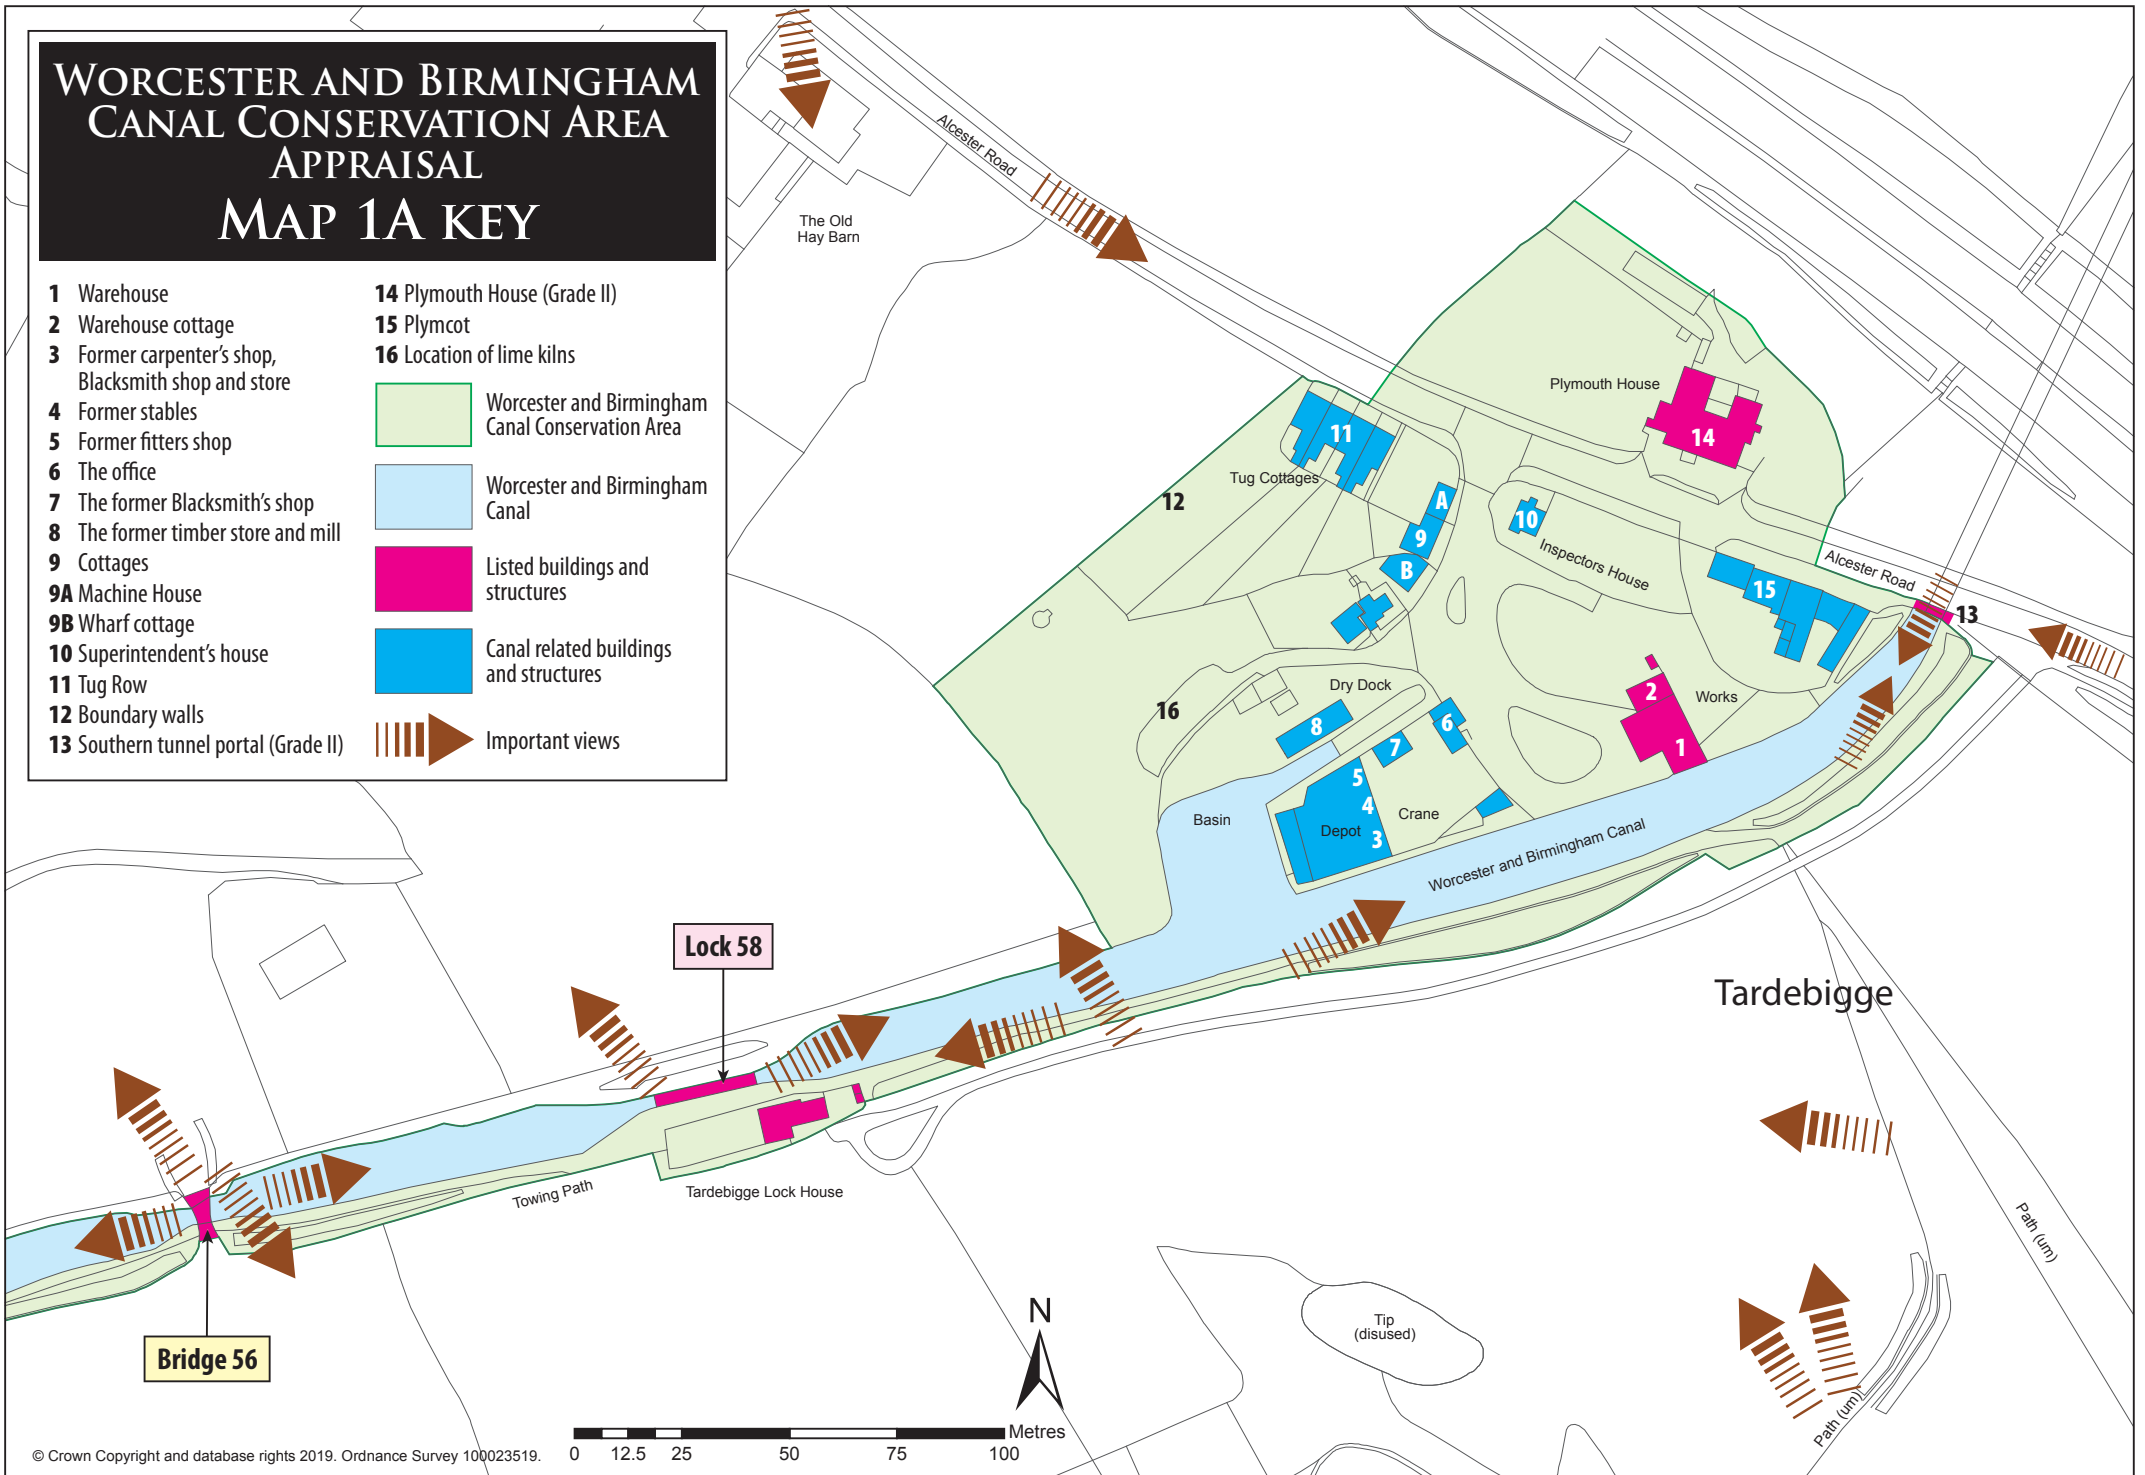 WORCESTER AND BIRMINGHAM
CANAL CONSERVATION AREA
APPRAISAL
MAP 1A KEY
1 Warehouse
2 Warehouse cottage
3 Former carpenter's shop,
Blacksmith shop and store
4 Former stables
5 Former fitters shop
6 The office
7 The former Blacksmith's shop
8 The former timber store and mill
9 Cottages
9A Machine House
9B Wharf cottage
10 Superintendent's house
11 Tug Row
12 Boundary walls
13 Southern tunnel portal (Grade II)
14 Plymouth House (Grade II)
15 Plymcot
16 Location of lime kilns
Worcester and Birmingham
Canal Conservation Area
Worcester and Birmingham
Canal
Listed buildings and
structures
Canal related buildings
and structures
Important views
Alcester Road
The Old
Hay Barn
Plymouth House
14
11
Tug Cottages
12
A
9
B
10
Inspectors House
Alcester Road
15
13
16
Dry Dock
8
7
6
2
Works
1
5
4
3
Depot
Crane
Basin
Worcester and Birmingham Canal
Lock 58
Tardebigge
Towing Path
Tardebigge Lock House
Bridge 56
Path (um)
Path (um)
Tip
(disused)
N
Metres
0 12.5 25 50 75 100
© Crown Copyright and database rights 2019. Ordnance Survey 100023519.